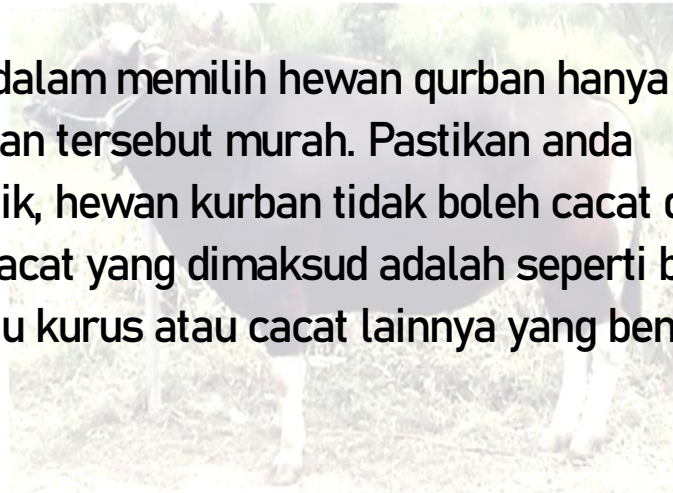 dalam memilih hewan qurban hanya
an tersebut murah. Pastikan anda
ik, hewan kurban tidak boleh cacat
acat yang dimaksud adalah seperti
u kurus atau cacat lainnya yang